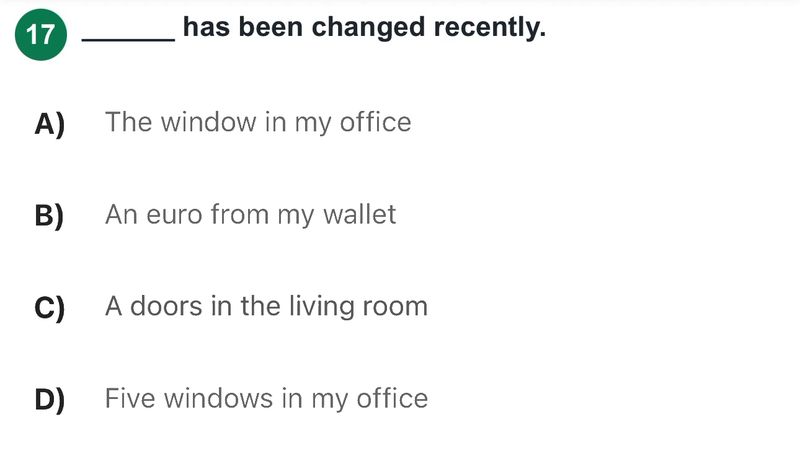 17 ______ has been changed recently.
A) The window in my office
B) An euro from my wallet
C) A doors in the living room
D) Five windows in my office